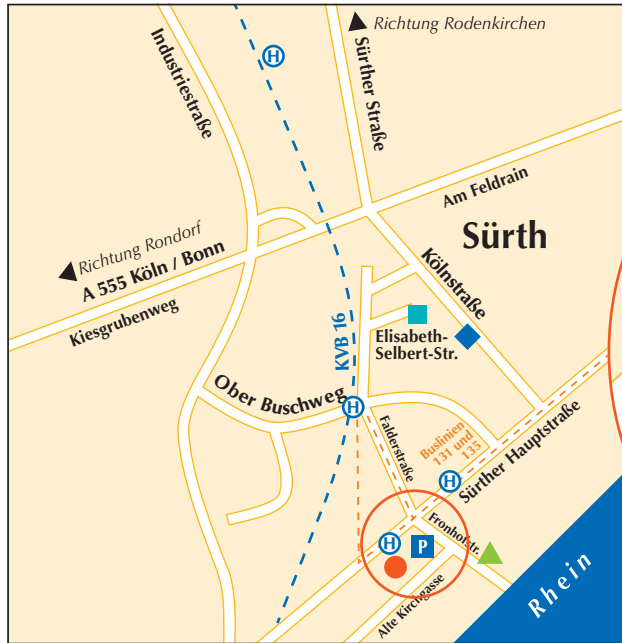 Richtung Rodenkirchen
Industriestraße
H
Sürther Straße
Am Feldrain
Sürth
Richtung Rondorf
A 555 Köln / Bonn
Kiesgrubenweg
Kölnstraße
KVB 16
Elisabeth-
Selbert-Str.
Ober Buschweg
H
Falderstraße
Buslinien
131 und
135
Sürther Hauptstraße
H
Fronhofstr.
H
P
Alte Kirchgasse
Rhein